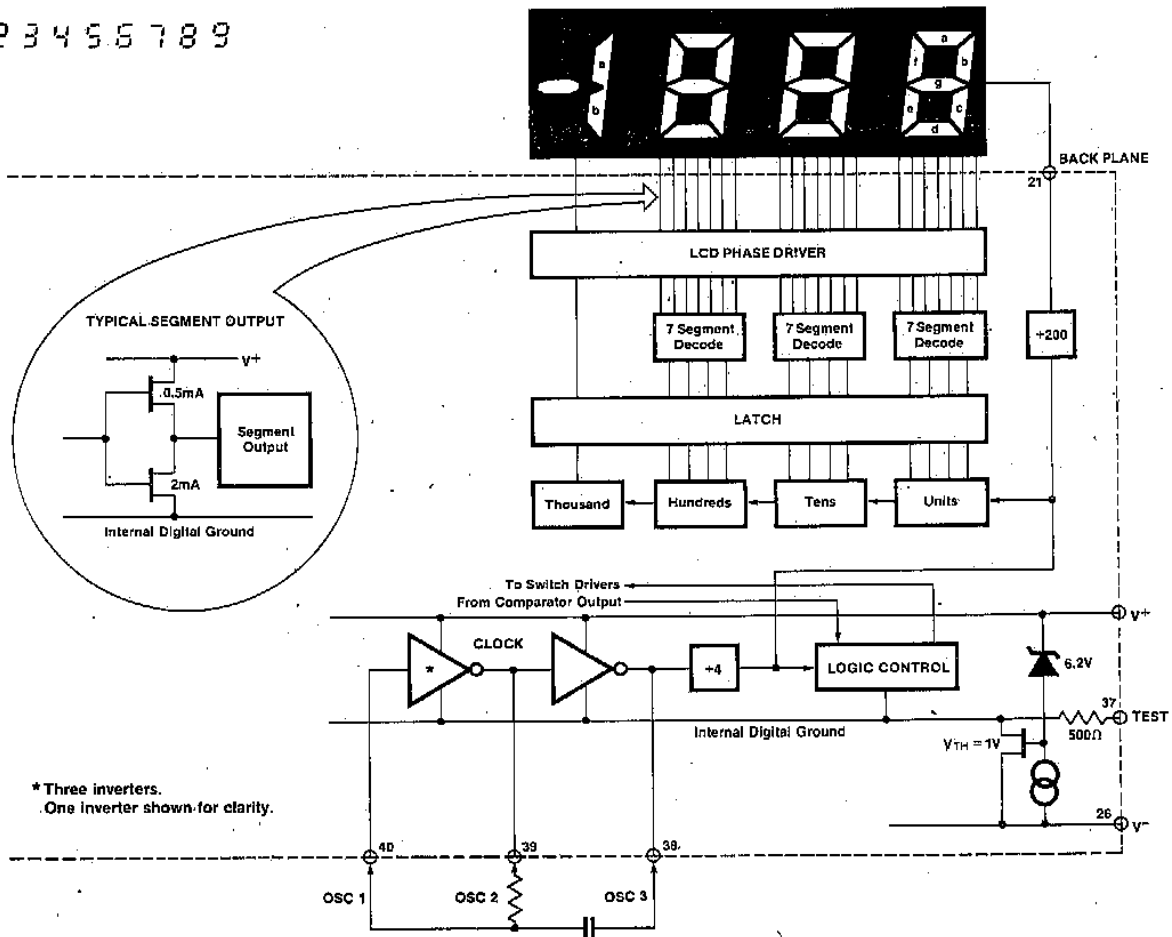 2 3 4 5 6 7 8 9
a
b
a
f
b
g
e
c
d
BACK PLANE
21
LCD PHASE DRIVER
TYPICAL SEGMENT OUTPUT
V+
0.5mA
Segment
Output
2mA
Internal Digital Ground
7 Segment
Decode
7 Segment
Decode
7 Segment
Decode
÷200
LATCH
Thousand
Hundreds
Tens
Units
To Switch Drivers
From Comparator Output
V+
CLOCK
*
÷4
LOGIC CONTROL
6.2V
37
TEST
500Ω
Internal Digital Ground
VTH = 1V
* Three inverters.
One inverter shown for clarity.
26
V-
40
39
38
OSC 1
OSC 2
OSC 3